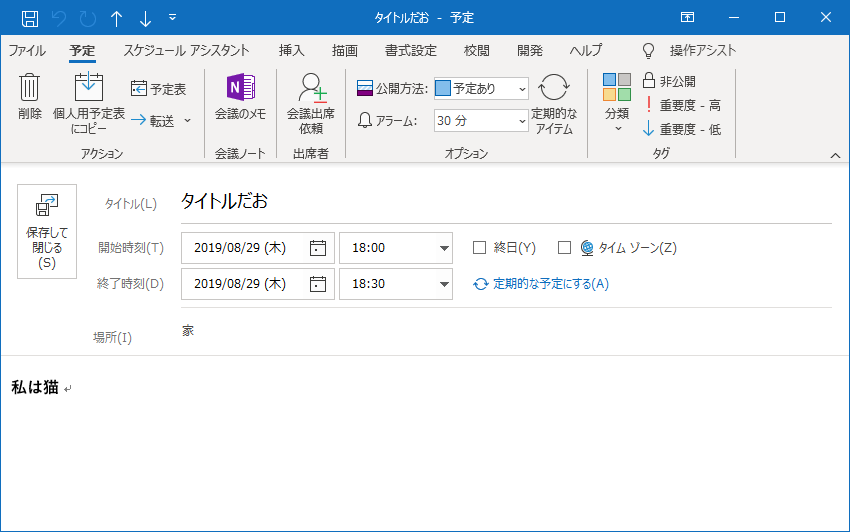 タイトルだお - 予定
ファイル 予定 スケジュール アシスタント 挿入 描画 書式設定 校閲 開発 ヘルプ 操作アシスト
削除
個人用予定表
にコピー
予定表
転送
アクション
N
会議のメモ
会議ノート
会議出席
依頼
出席者
公開方法: 予定あり
アラーム: 30 分
定期的な
アイテム
オプション
分類
非公開
重要度 - 高
重要度 - 低
タグ
保存して
閉じる
(S)
タイトル(L) タイトルだお
開始時刻(T) 2019/08/29 (木) 18:00 終日(Y) タイム ゾーン(Z)
終了時刻(D) 2019/08/29 (木) 18:30 定期的な予定にする(A)
場所(I) 家
私は猫